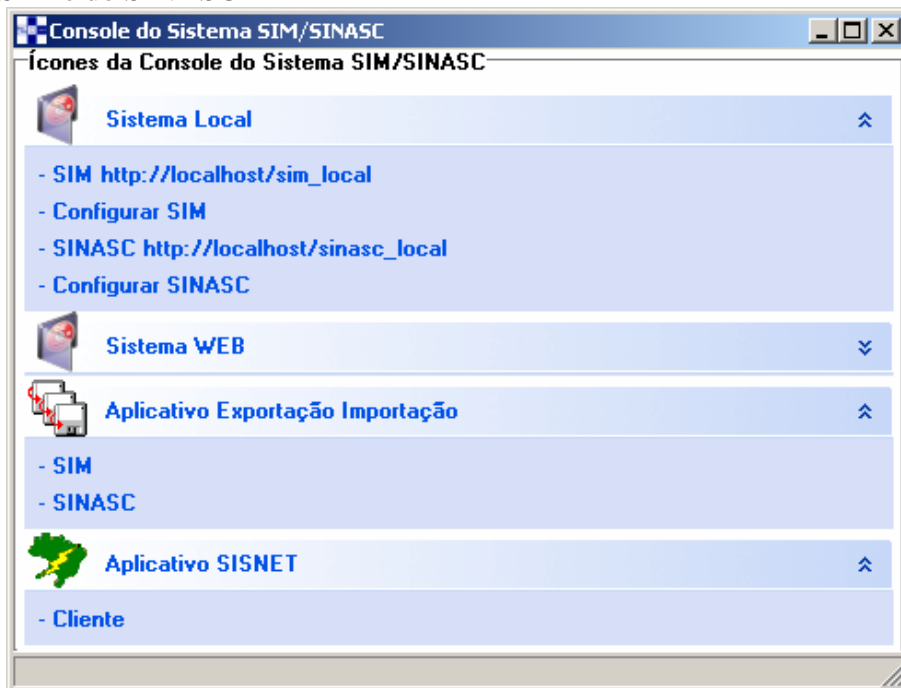 Console do Sistema SIM/SINASC
Ícones da Console do Sistema SIM/SINASC
Sistema Local
- SIM http://localhost/sim_local
- Configurar SIM
- SINASC http://localhost/sinasc_local
- Configurar SINASC
Sistema WEB
Aplicativo Exportação Importação
- SIM
- SINASC
Aplicativo SISNET
- Cliente